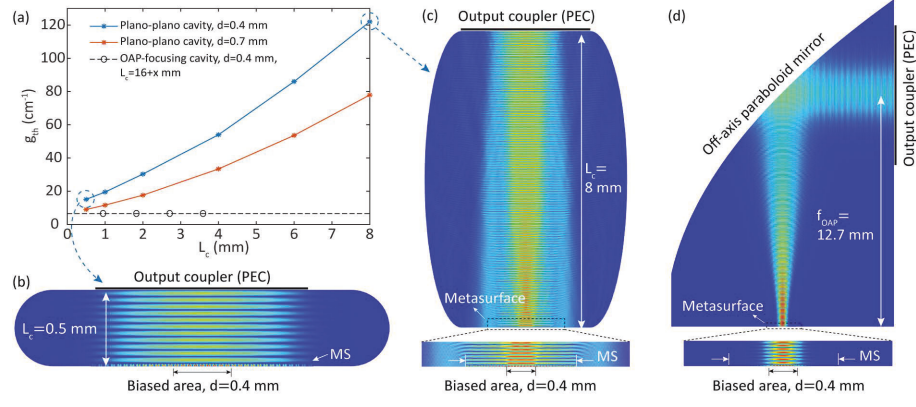 (a)
g_th (cm⁻¹)
120
100
80
60
40
20
0
0 1 2 3 4 5 6 7 8
L_c (mm)
Plano-plano cavity, d=0.4 mm
Plano-plano cavity, d=0.7 mm
OAP-focusing cavity, d=0.4 mm,
L_c=16+x mm
(b)
Output coupler (PEC)
L_c=0.5 mm
MS
Biased area, d=0.4 mm
(c)
Output coupler (PEC)
L_c=
8 mm
Metasurface
MS
Biased area, d=0.4 mm
(d)
Off-axis paraboloid mirror
Output coupler (PEC)
f_OAP=
12.7 mm
Metasurface
MS
Biased area, d=0.4 mm